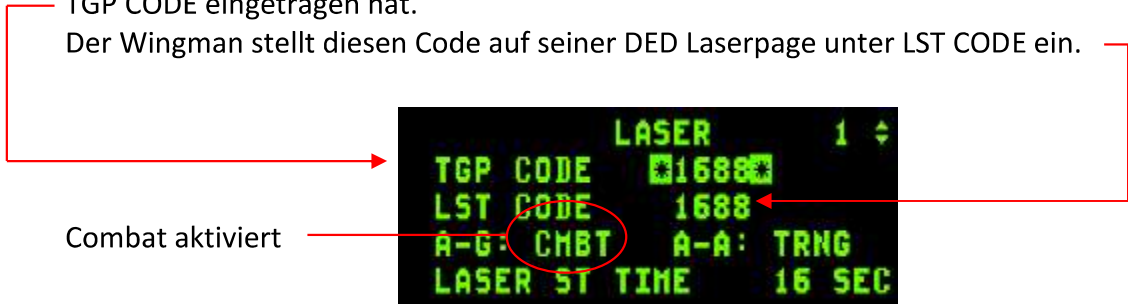 TGP CODE eingetragen hat.
Der Wingman stellt diesen Code auf seiner DED Laserpage unter LST CODE ein.
LASER 1
TGP CODE *1688*
LST CODE 1688
Combat aktiviert
A-G: CMBT A-A: TRNG
LASER ST TIME 16 SEC